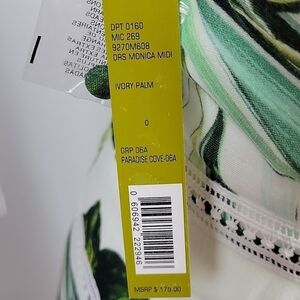 DPT 0160
MIC 269
9270M608
DRS MONICA MIDI
IVORY PALM
0
GRP 06A
PARADISE COVE-06A
0 606942 222946
MSRP $ 179.00